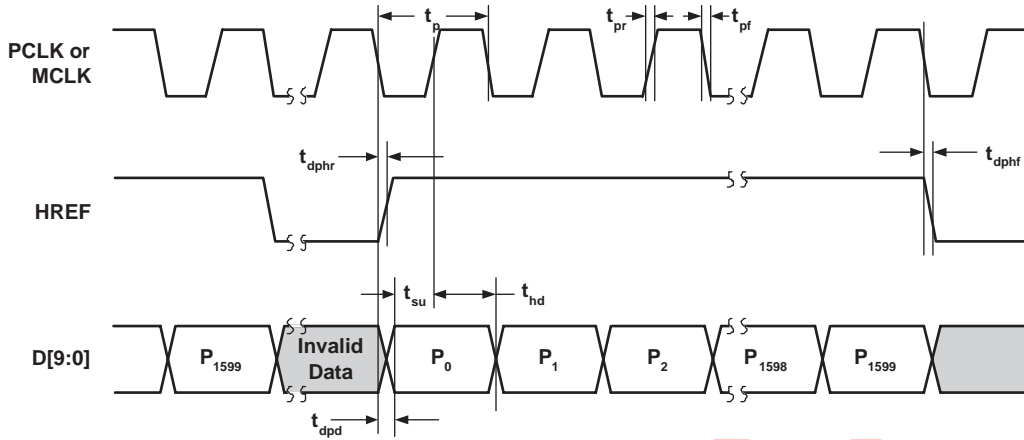 t_p t_pr t_pf
PCLK or
MCLK
t_dphr t_dphf
HREF
t_su t_hd
D[9:0] P_1599 Invalid
Data P_0 P_1 P_2 P_1598 P_1599
t_dpd